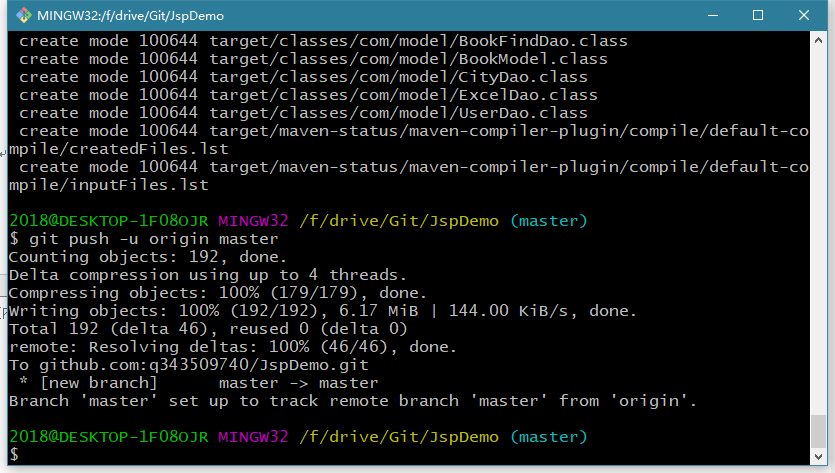 MINGW32:/f/drive/Git/JspDemo
create mode 100644 target/classes/com/model/BookFindDao.class
create mode 100644 target/classes/com/model/BookModel.class
create mode 100644 target/classes/com/model/CityDao.class
create mode 100644 target/classes/com/model/ExcelDao.class
create mode 100644 target/classes/com/model/UserDao.class
create mode 100644 target/maven-status/maven-compiler-plugin/compile/default-co
mpile/createdFiles.lst
create mode 100644 target/maven-status/maven-compiler-plugin/compile/default-co
mpile/inputFiles.lst
2018@DESKTOP-1F08OJR MINGW32 /f/drive/Git/JspDemo (master)
$ git push -u origin master
Counting objects: 192, done.
Delta compression using up to 4 threads.
Compressing objects: 100% (179/179), done.
Writing objects: 100% (192/192), 6.17 MiB | 144.00 KiB/s, done.
Total 192 (delta 46), reused 0 (delta 0)
remote: Resolving deltas: 100% (46/46), done.
To github.com:q343509740/JspDemo.git
 * [new branch]      master -> master
Branch 'master' set up to track remote branch 'master' from 'origin'.
2018@DESKTOP-1F08OJR MINGW32 /f/drive/Git/JspDemo (master)
$